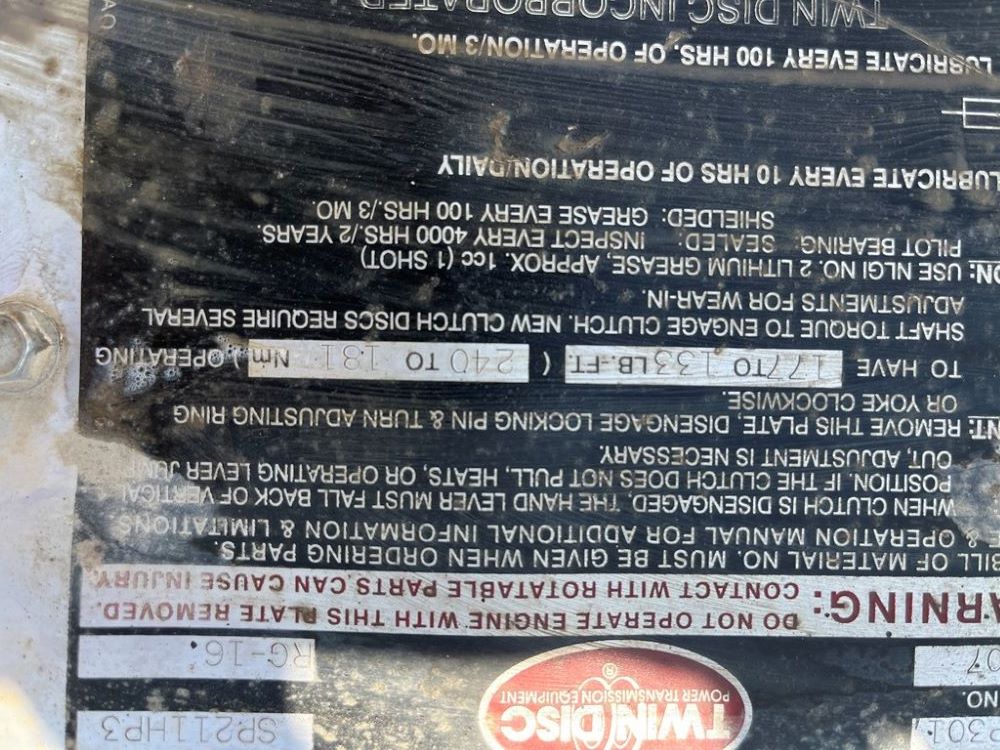 301 TWIN DISC SP211HP3
NO. POWER TRANSMISSION EQUIPMENT
07 ® RG-16.
ARNING: DO NOT OPERATE ENGINE WITH THIS PLATE REMOVED.
CONTACT WITH ROTATABLE PARTS CAN CAUSE INJURY.
BILL OF MATERIAL NO. MUST BE GIVEN WHEN ORDERING PARTS.
E & OPERATION MANUAL FOR ADDITIONAL INFORMATION & LIMITATIONS
WHEN CLUTCH IS DISENGAGED, THE HAND LEVER MUST FALL BACK OF VERTICAL
POSITION. IF THE CLUTCH DOES NOT PULL, HEATS, OR OPERATING LEVER JUMP
OUT, ADJUSTMENT IS NECESSARY.
NT: REMOVE THIS PLATE, DISENGAGE LOCKING PIN & TURN ADJUSTING RING
OR YOKE CLOCKWISE.
TO HAVE 177 TO 133 LB.-FT. ( 240 TO 181 Nm ) OPERATING
SHAFT TORQUE TO ENGAGE CLUTCH. NEW CLUTCH DISCS REQUIRE SEVERAL
ADJUSTMENTS FOR WEAR-IN.
ON: USE NLGI NO. 2 LITHIUM GREASE, APPROX. 1cc (1 SHOT)
PILOT BEARING: SEALED: INSPECT EVERY 4000 HRS./2 YEARS.
SHIELDED: GREASE EVERY 100 HRS./3 MO.
LUBRICATE EVERY 10 HRS OF OPERATION/DAILY
LUBRICATE EVERY 100 HRS. OF OPERATION/3 MO.
TWIN DISC INCORPORATED